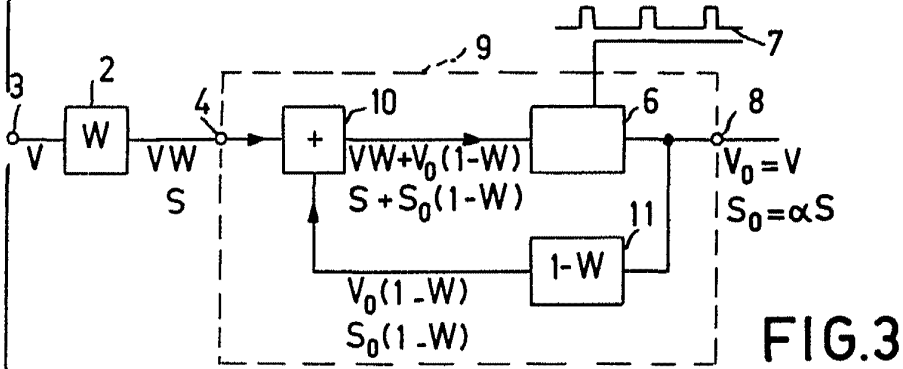 7
9
3
2
4
10
6
8
W
+
V
VW
S
VW+V₀(1-W)
S+S₀(1-W)
V₀=V
S₀=αS
11
1-W
V₀(1-W)
S₀(1-W)
FIG.3